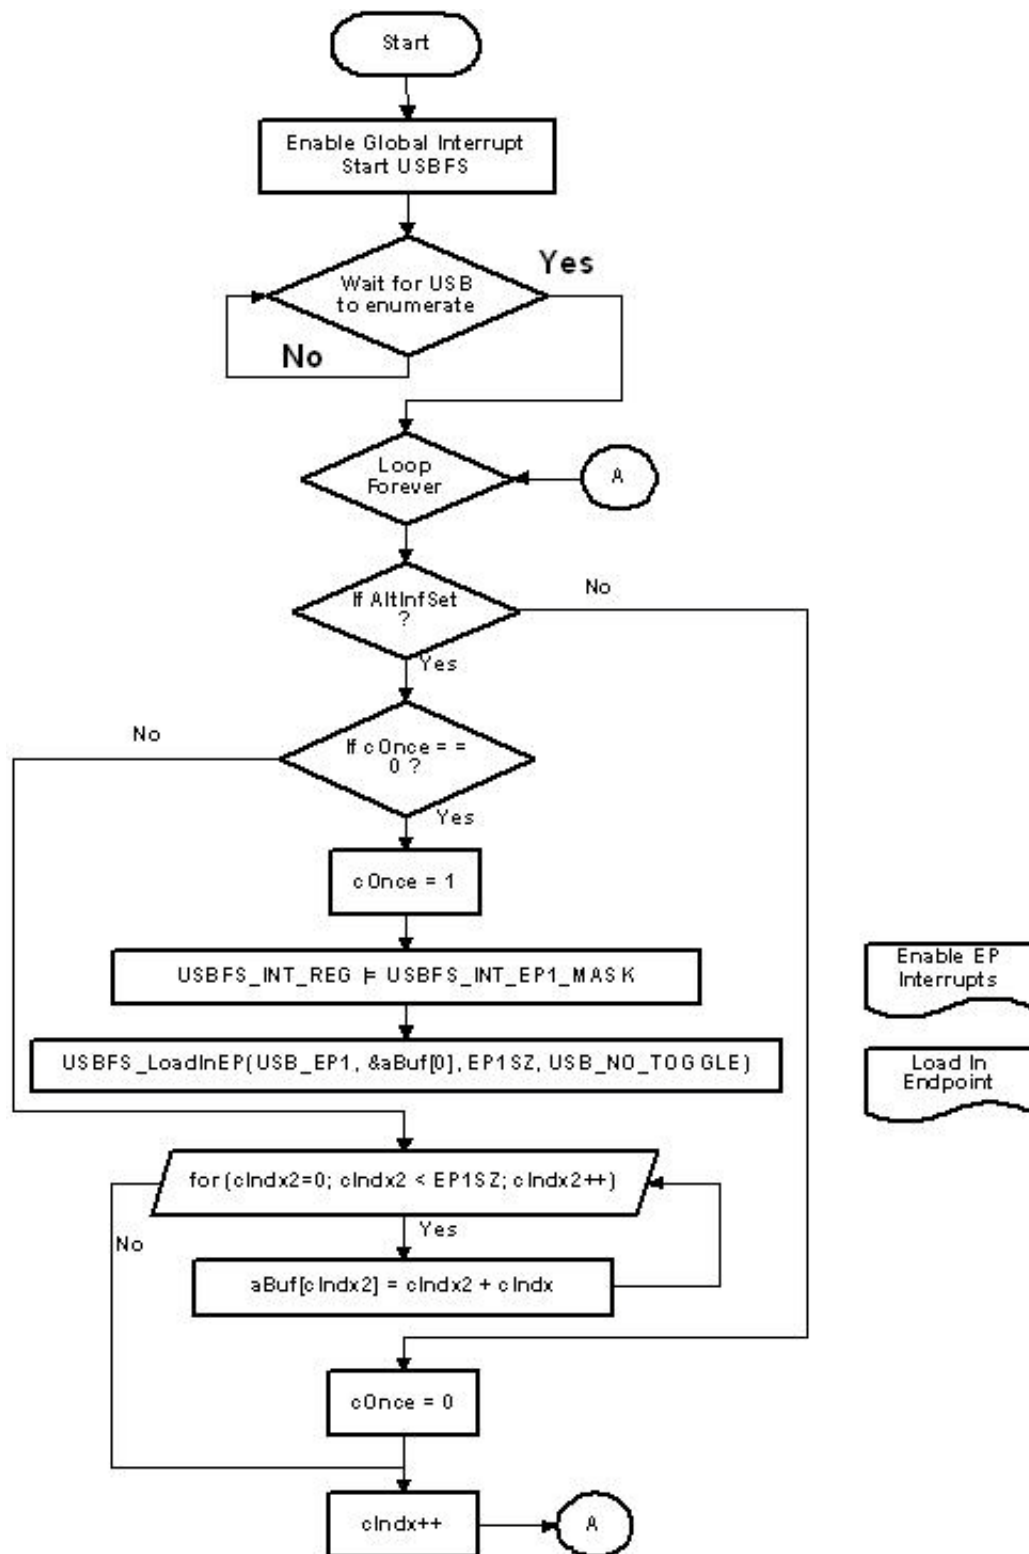 Start
Enable Global Interrupt
Start USBFS
Yes
Wait for USB
to enumerate
No
Loop
Forever
A
If AltInfSet
?
No
Yes
No
If cOnce = =
0 ?
Yes
cOnce = 1
USBFS_INT_REG |= USBFS_INT_EP1_MASK
Enable EP
Interrupts
USBFS_LoadInEP(USB_EP1, &aBuf[0], EP1SZ, USB_NO_TOGGLE)
Load In
Endpoint
for (cIndx2=0; cIndx2 < EP1SZ; cIndx2++)
Yes
No
aBuf[cIndx2] = cIndx2 + cIndx
cOnce = 0
cIndx++
A